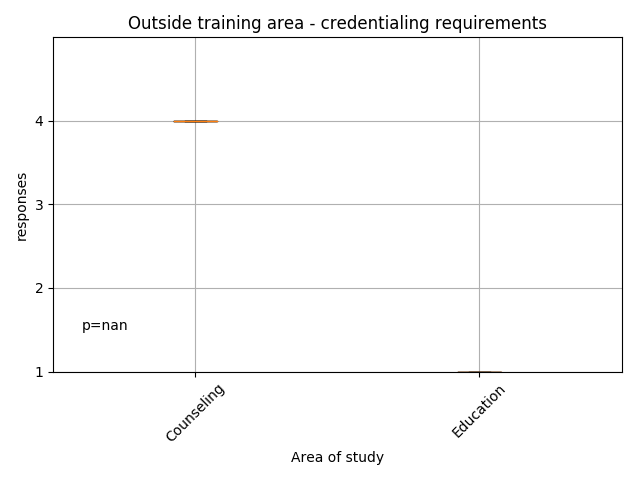 Outside training area - credentialing requirements
responses
4
3
2
1
p=nan
Counseling
Education
Area of study